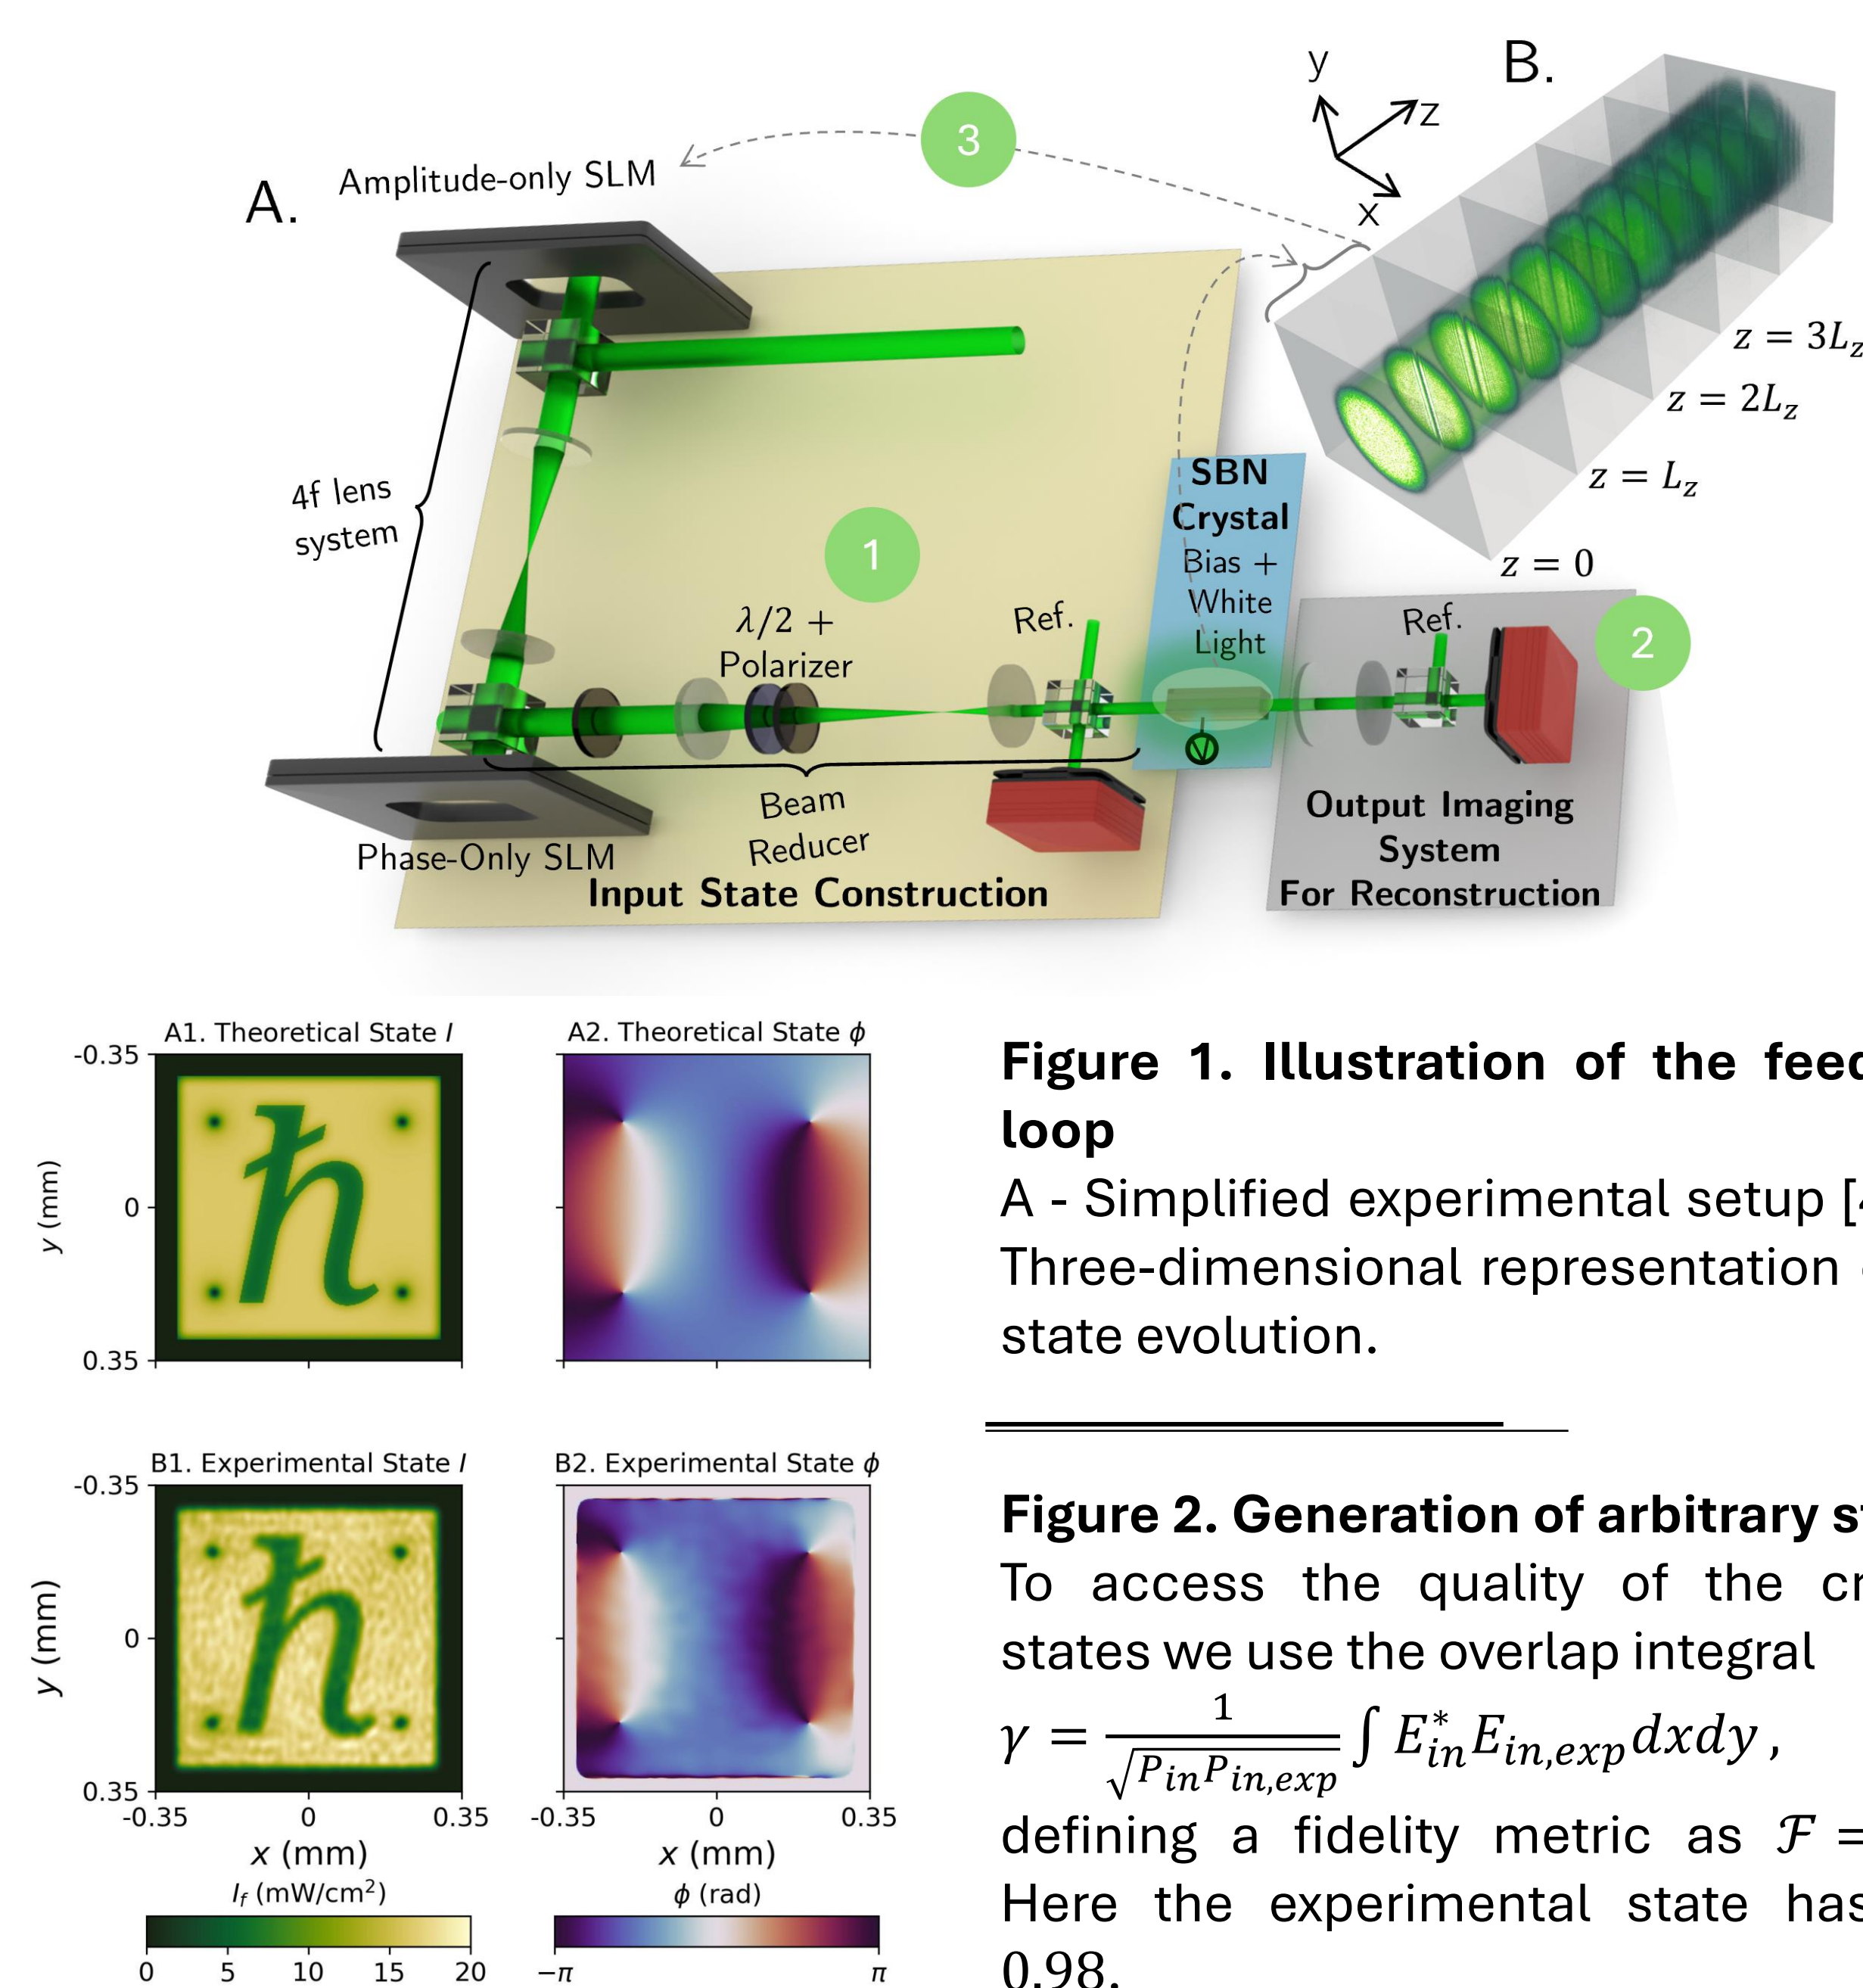 A.
Amplitude-only SLM
3
y
z
x
B.
4f lens
system
1
λ/2 +
Polarizer
Ref.
SBN
Crystal
Bias +
White
Light
V
z = 3L_z
z = 2L_z
z = L_z
z = 0
Ref.
2
Phase-Only SLM
Beam
Reducer
Input State Construction
Output Imaging
System
For Reconstruction
A1. Theoretical State I
A2. Theoretical State ϕ
-0.35
0
0.35
y (mm)
ħ
B1. Experimental State I
B2. Experimental State ϕ
-0.35
0
0.35
y (mm)
ħ
-0.35 0 0.35
-0.35 0 0.35
x (mm)
x (mm)
I_f (mW/cm²)
ϕ (rad)
0 5 10 15 20
−π π
Figure 1. Illustration of the
loop
A - Simplified experimental setup
Three-dimensional representation
state evolution.
Figure 2. Generation of arbitrary
To access the quality of the
states we use the overlap integral
γ = 1/√(P_in P_in,exp) ∫ E*_in E_in,exp dxdy ,
defining a fidelity metric as ℱ =
Here the experimental state has
0.98.